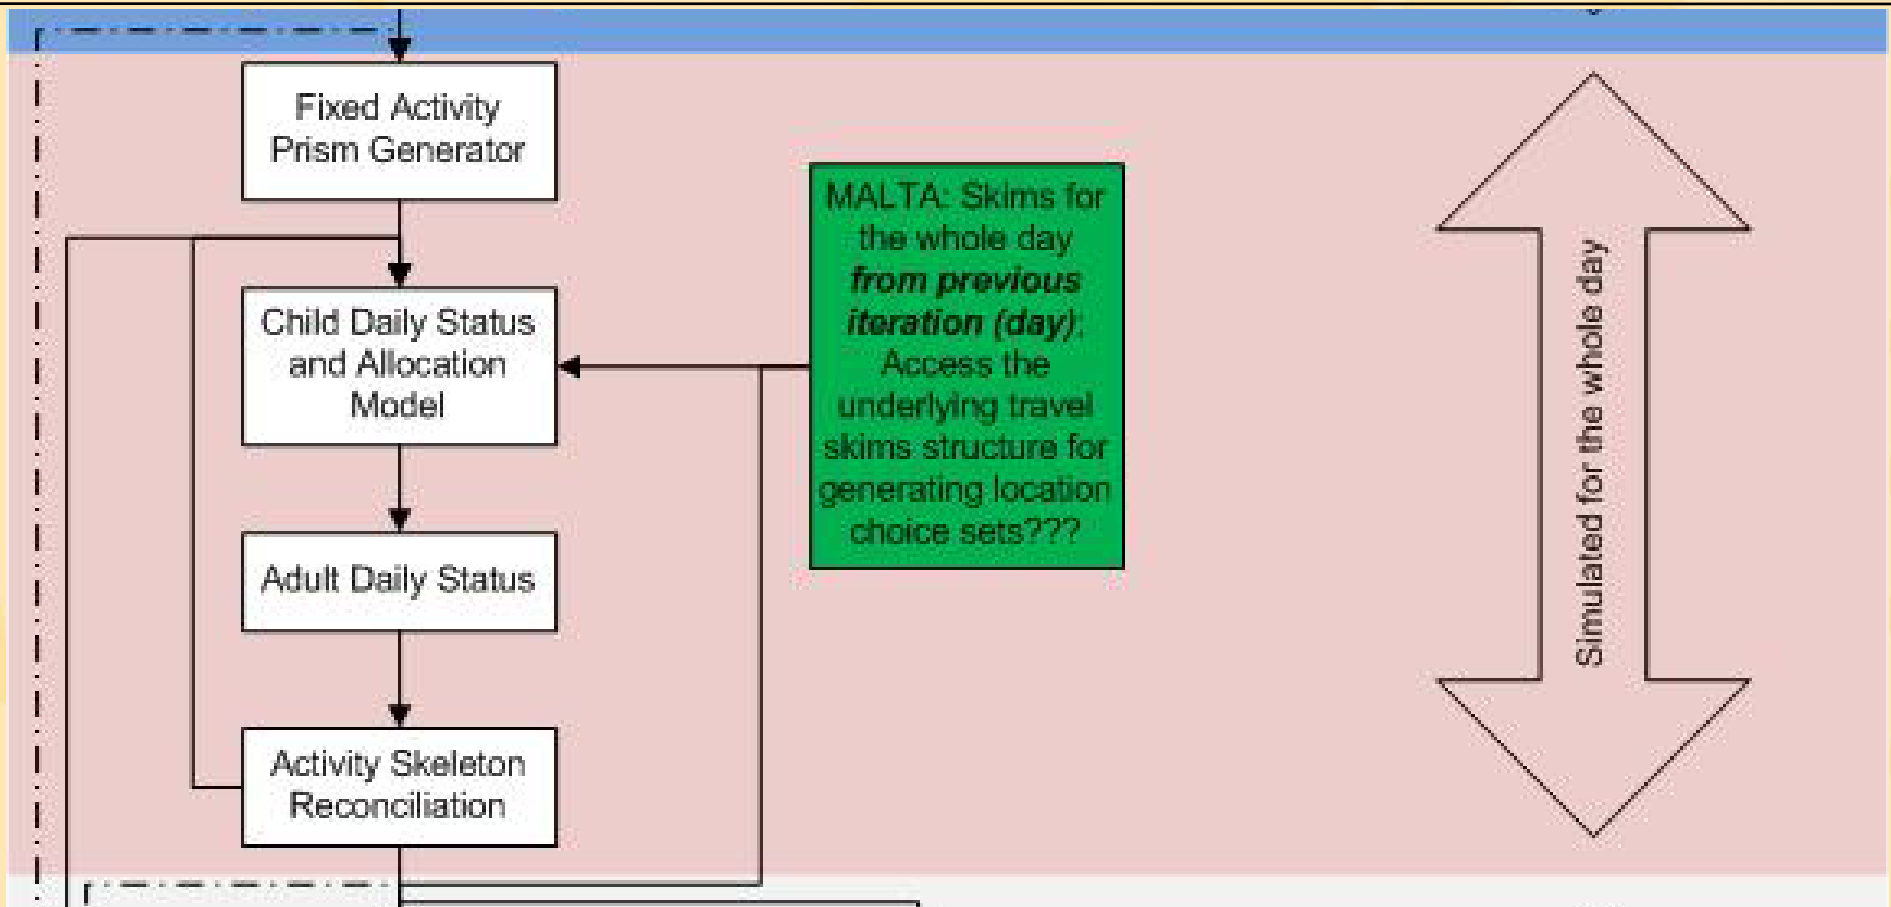 Fixed Activity
Prism Generator
MALTA: Skims for
the whole day
from previous
iteration (day);
Access the
underlying travel
skims structure for
generating location
choice sets???
Child Daily Status
and Allocation
Model
Adult Daily Status
Activity Skeleton
Reconciliation
Simulated for the whole day